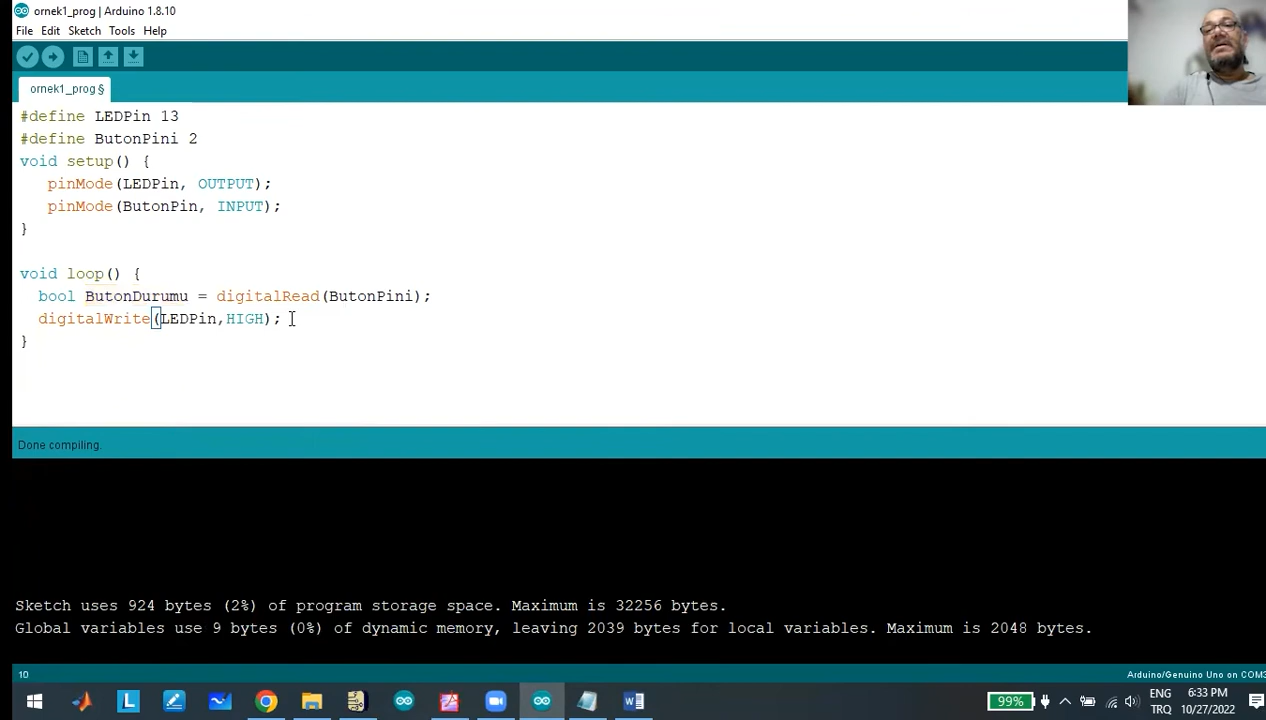 ornek1_prog | Arduino 1.8.10
File Edit Sketch Tools Help
ornek1_prog §
#define LEDPin 13
#define ButonPini 2
void setup() {
pinMode(LEDPin, OUTPUT);
pinMode(ButonPin, INPUT);
}
void loop() {
bool ButonDurumu = digitalRead(ButonPini);
digitalWrite(LEDPin,HIGH);
}
Done compiling.
Sketch uses 924 bytes (2%) of program storage space. Maximum is 32256 bytes.
Global variables use 9 bytes (0%) of dynamic memory, leaving 2039 bytes for local variables. Maximum is 2048 bytes.
10
Arduino/Genuino Uno on COM3
L
99%
ENG
TRQ
6:33 PM
10/27/2022